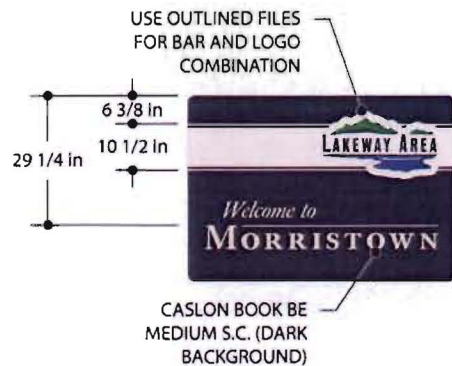 USE OUTLINED FILES
FOR BAR AND LOGO
COMBINATION
6 3/8 in
10 1/2 in
29 1/4 in
LAKEWAY AREA
Welcome to
MORRISTOWN
CASLON BOOK BE
MEDIUM S.C. (DARK
BACKGROUND)